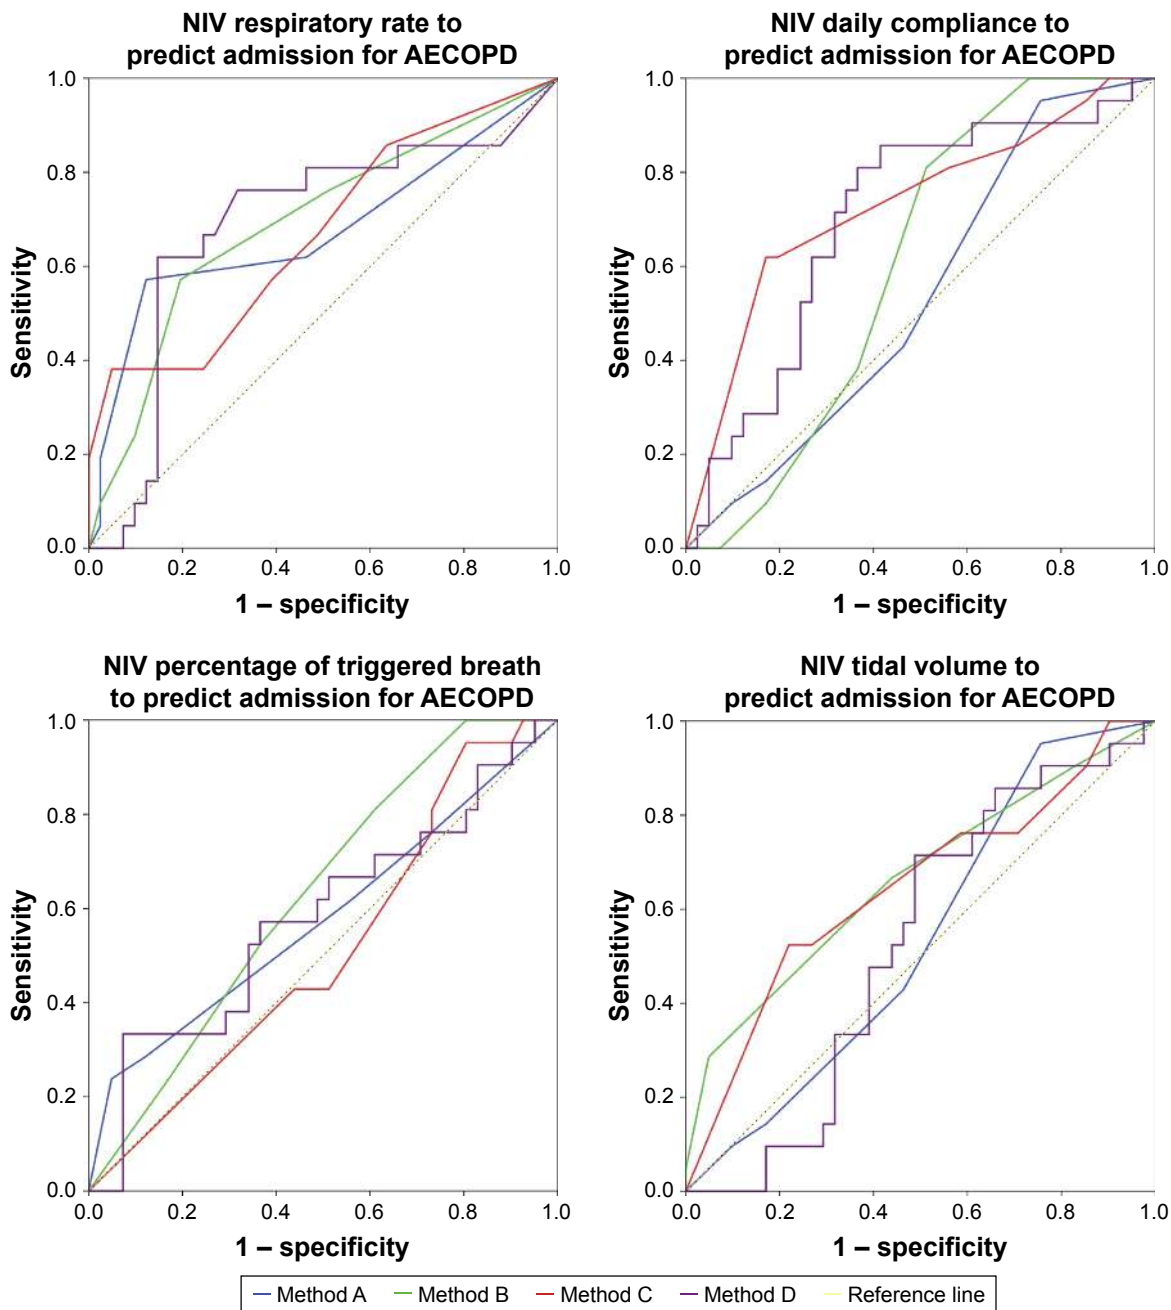 NIV respiratory rate to
predict admission for AECOPD
1.0
0.8
0.6
0.4
0.2
0.0
Sensitivity
0.0 0.2 0.4 0.6 0.8 1.0
1 – specificity
NIV daily compliance to
predict admission for AECOPD
1.0
0.8
0.6
0.4
0.2
0.0
Sensitivity
0.0 0.2 0.4 0.6 0.8 1.0
1 – specificity
NIV percentage of triggered breath
to predict admission for AECOPD
1.0
0.8
0.6
0.4
0.2
0.0
Sensitivity
0.0 0.2 0.4 0.6 0.8 1.0
1 – specificity
NIV tidal volume to
predict admission for AECOPD
1.0
0.8
0.6
0.4
0.2
0.0
Sensitivity
0.0 0.2 0.4 0.6 0.8 1.0
1 – specificity
Method A Method B Method C Method D Reference line